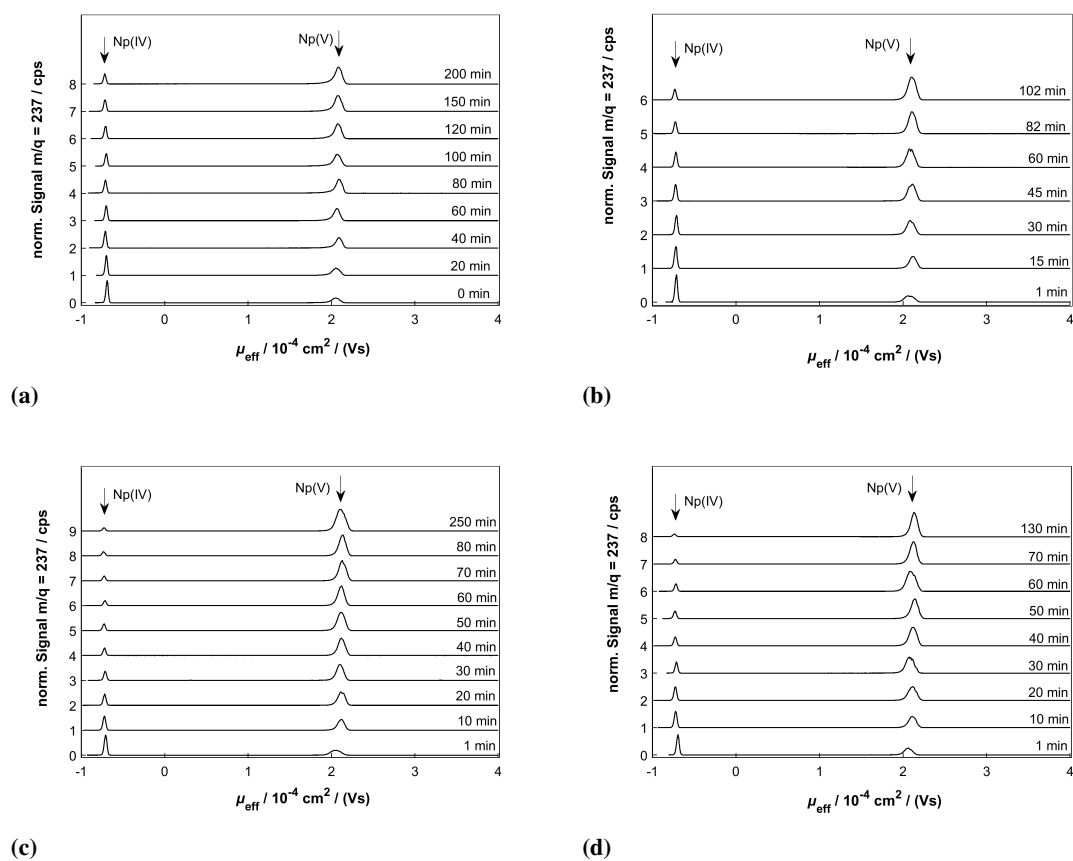 norm. Signal m/q = 237 / cps
Np(IV)
Np(V)
8 200 min
7 150 min
6 120 min
5 100 min
4 80 min
3 60 min
2 40 min
1 20 min
0 0 min
-1 0 1 2 3 4
μeff / 10⁻⁴ cm² / (Vs)
(a)
norm. Signal m/q = 237 / cps
Np(IV)
Np(V)
6 102 min
5 82 min
4 60 min
3 45 min
2 30 min
1 15 min
0 1 min
-1 0 1 2 3 4
μeff / 10⁻⁴ cm² / (Vs)
(b)
norm. Signal m/q = 237 / cps
Np(IV)
Np(V)
9 250 min
8 80 min
7 70 min
6 60 min
5 50 min
4 40 min
3 30 min
2 20 min
1 10 min
0 1 min
-1 0 1 2 3 4
μeff / 10⁻⁴ cm² / (Vs)
(c)
norm. Signal m/q = 237 / cps
Np(IV)
Np(V)
8 130 min
7 70 min
6 60 min
5 50 min
4 40 min
3 30 min
2 20 min
1 10 min
0 1 min
-1 0 1 2 3 4
μeff / 10⁻⁴ cm² / (Vs)
(d)